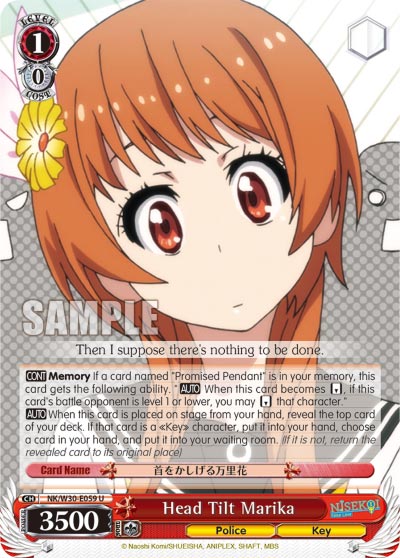 LEVEL
1
0
COST
SAMPLE
Then I suppose there's nothing to be done.
CONT Memory If a card named "Promised Pendant" is in your memory, this
card gets the following ability. " AUTO When this card becomes [ ], if this
card's battle opponent is level 1 or lower, you may [ ] that character."
AUTO When this card is placed on stage from your hand, reveal the top card
of your deck. If that card is a «Key» character, put it into your hand, choose a
card in your hand, and put it into your waiting room. (If it is not, return the
revealed card to its original place)
Card Name 首をかしげる万里花
CH NK/W30-E059 U
Head Tilt Marika
NISEKOI
POWER
3500
SOUL
Police
Key
© Naoshi Komi/SHUEISHA, ANIPLEX, SHAFT, MBS